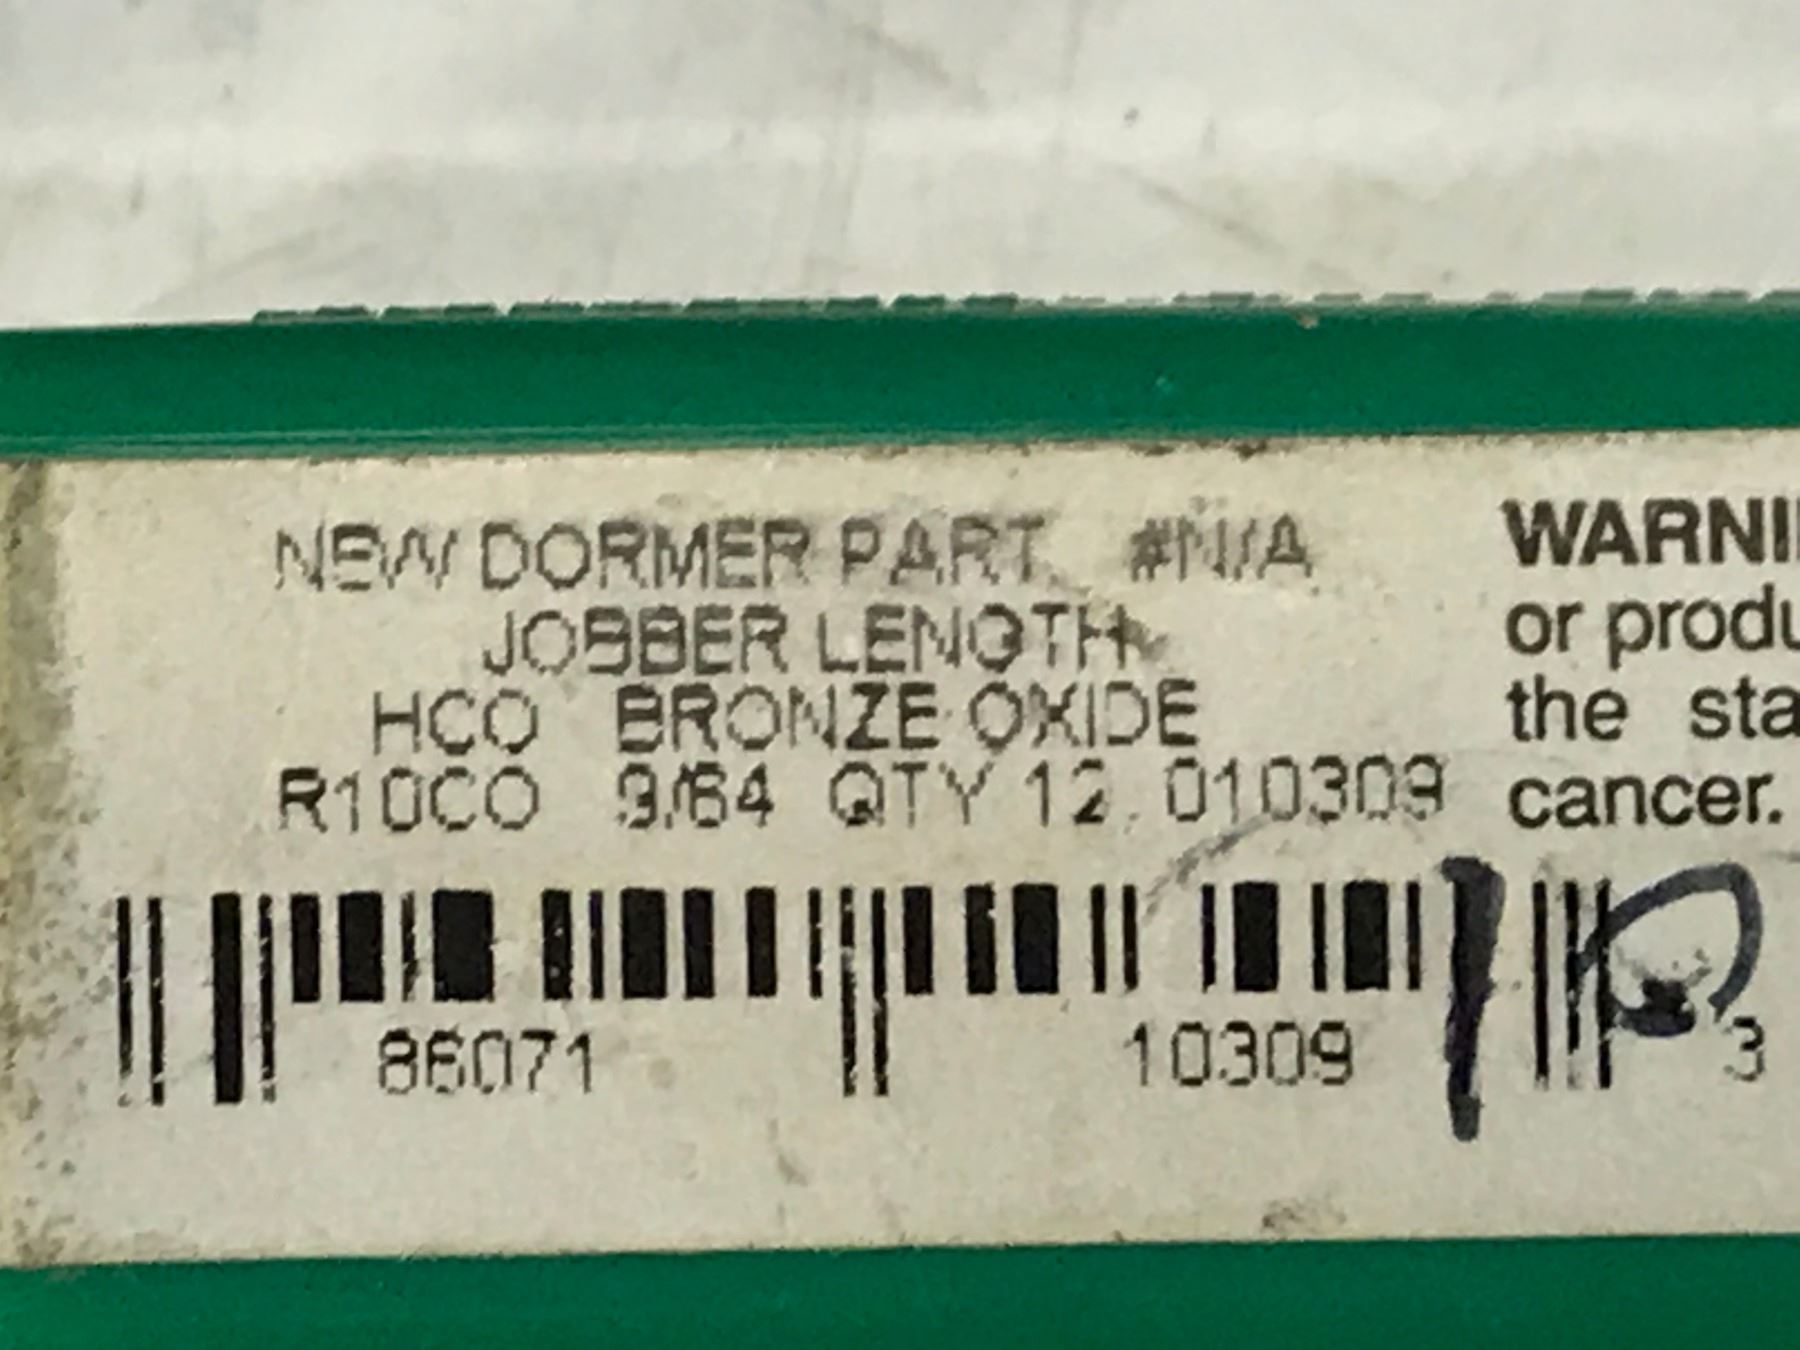 NEW DORMER PART. #N/A
JOBBER LENGTH
HCO BRONZE OXIDE
R10CO 9/64 QTY 12 010309
86071 10309 3
WARNI
or produ
the sta
cancer.